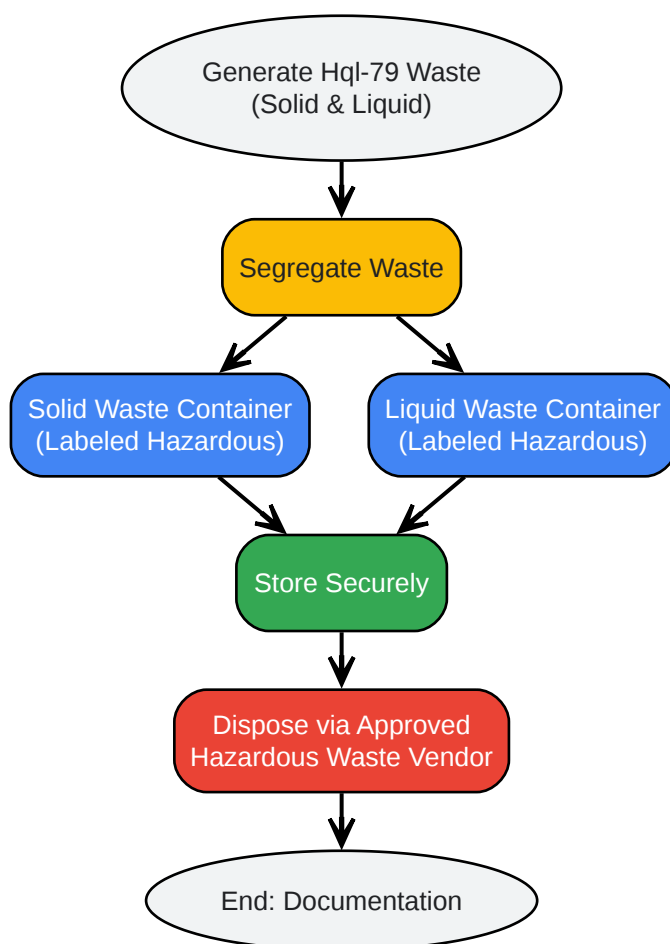 Generate Hql-79 Waste
(Solid & Liquid)
Segregate Waste
Solid Waste Container
(Labeled Hazardous)
Liquid Waste Container
(Labeled Hazardous)
Store Securely
Dispose via Approved
Hazardous Waste Vendor
End: Documentation